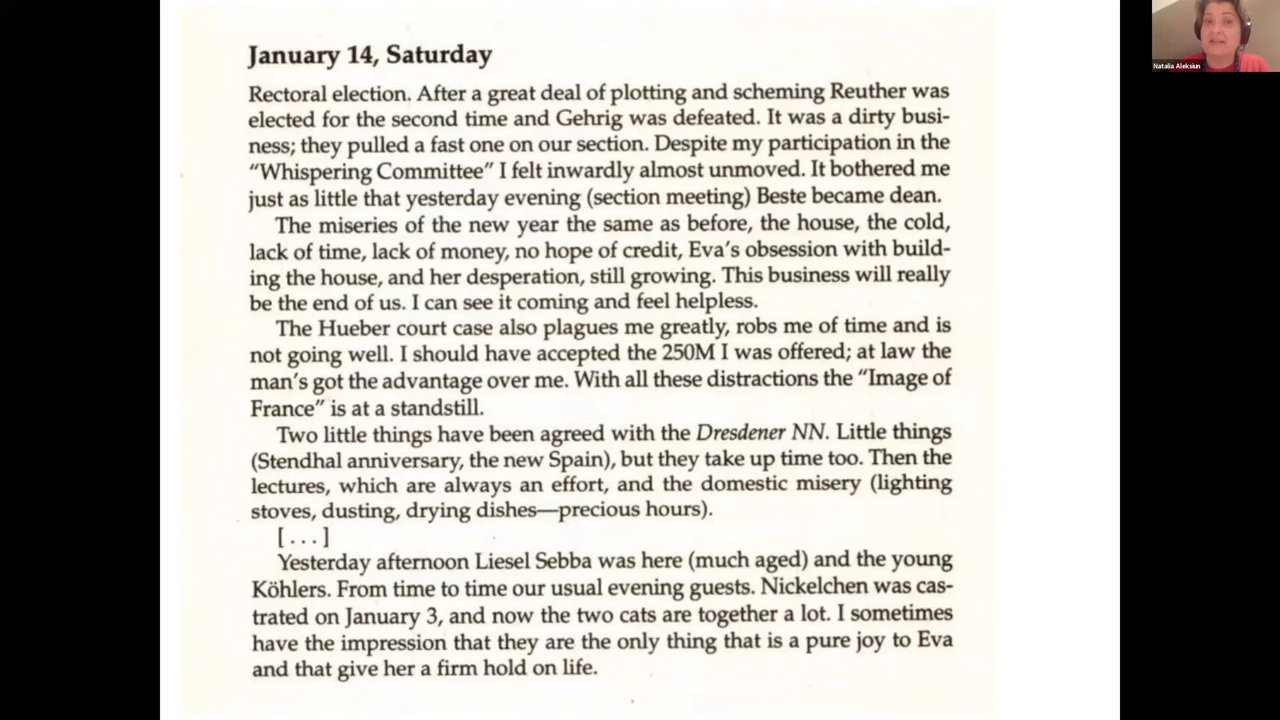 January 14, Saturday
Rectoral election. After a great deal of plotting and scheming Reuther was
elected for the second time and Gehrig was defeated. It was a dirty busi-
ness; they pulled a fast one on our section. Despite my participation in the
“Whispering Committee” I felt inwardly almost unmoved. It bothered me
just as little that yesterday evening (section meeting) Beste became dean.
The miseries of the new year the same as before, the house, the cold,
lack of time, lack of money, no hope of credit, Eva’s obsession with build-
ing the house, and her desperation, still growing. This business will really
be the end of us. I can see it coming and feel helpless.
The Hueber court case also plagues me greatly, robs me of time and is
not going well. I should have accepted the 250M I was offered; at law the
man’s got the advantage over me. With all these distractions the “Image of
France” is at a standstill.
Two little things have been agreed with the Dresdener NN. Little things
(Stendhal anniversary, the new Spain), but they take up time too. Then the
lectures, which are always an effort, and the domestic misery (lighting
stoves, dusting, drying dishes—precious hours).
[...]
Yesterday afternoon Liesel Sebba was here (much aged) and the young
Köhlers. From time to time our usual evening guests. Nickelchen was cas-
trated on January 3, and now the two cats are together a lot. I sometimes
have the impression that they are the only thing that is a pure joy to Eva
and that give her a firm hold on life.
Natalia Aleksiun